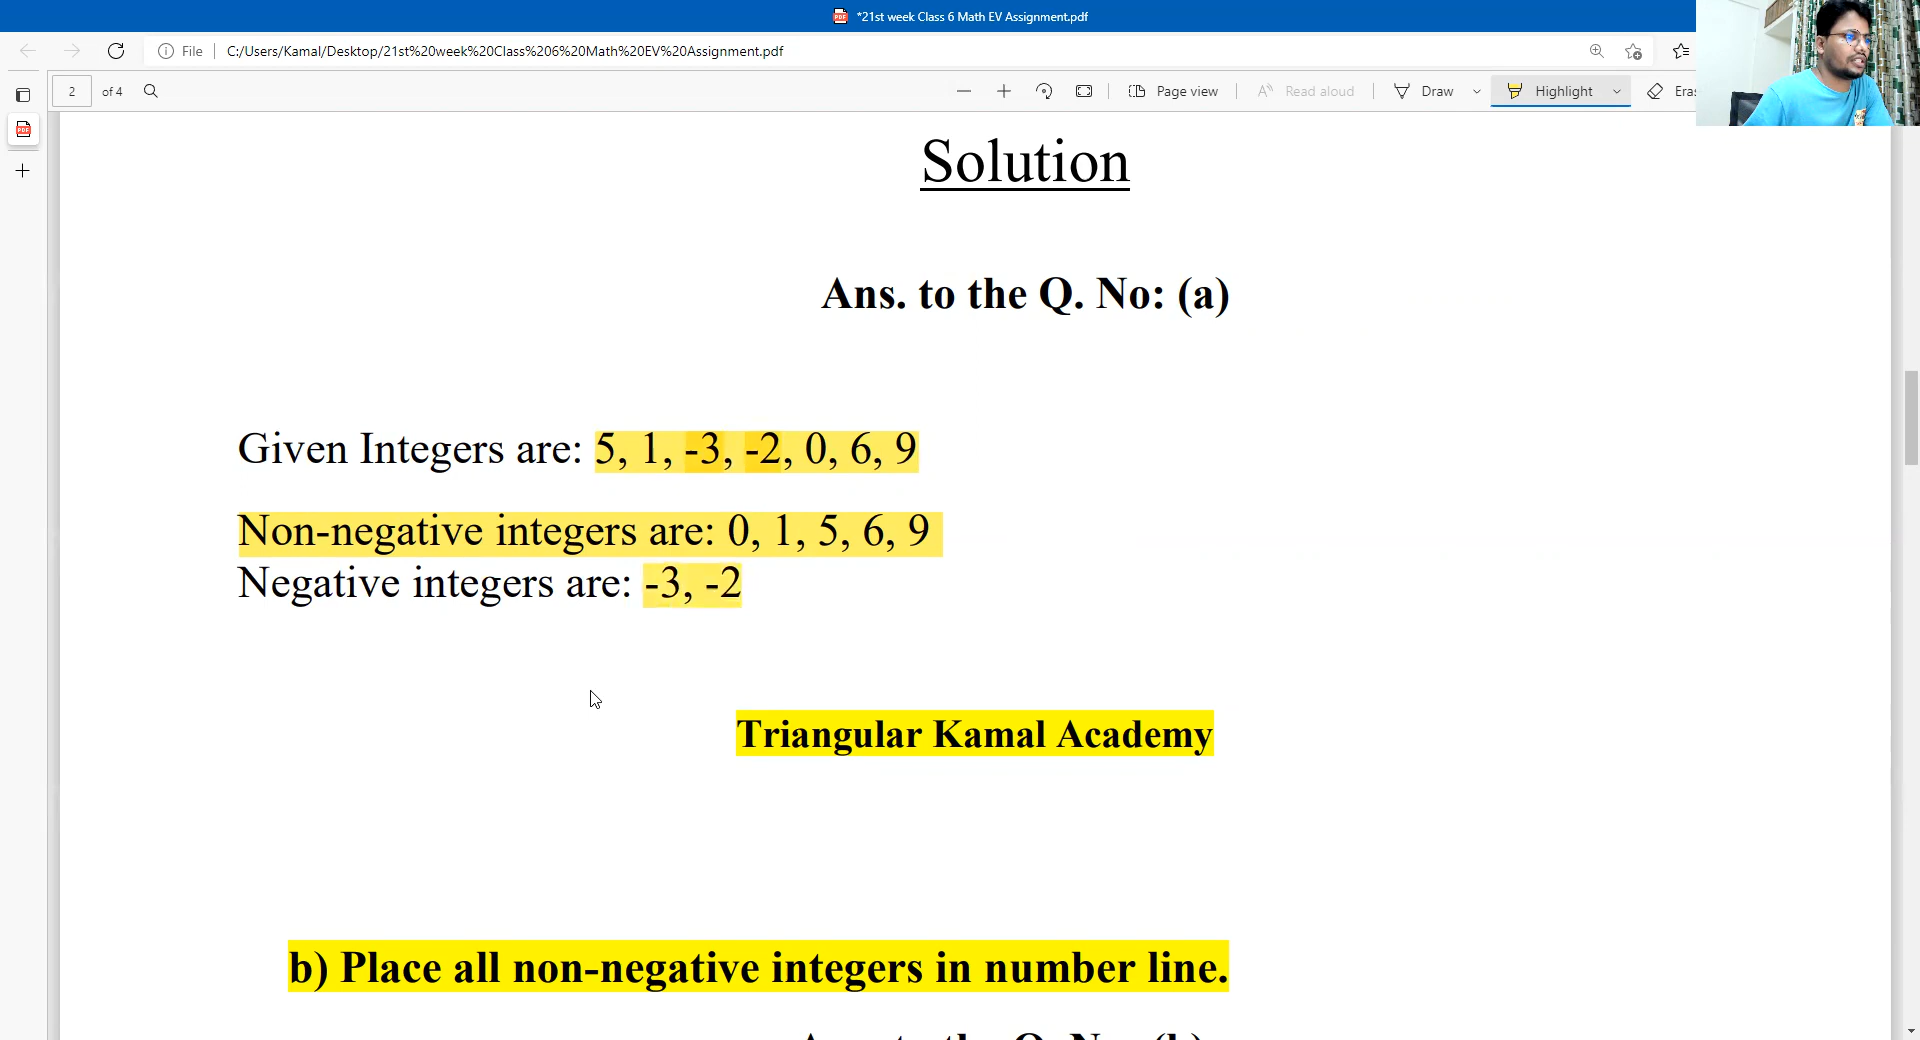 *21st week Class 6 Math EV Assignment.pdf
File C:/Users/Kamal/Desktop/21st%20week%20Class%206%20Math%20EV%20Assignment.pdf
2 of 4 Page view Read aloud Draw Highlight Eras
Solution
Ans. to the Q. No: (a)
Given Integers are: 5, 1, -3, -2, 0, 6, 9
Non-negative integers are: 0, 1, 5, 6, 9
Negative integers are: -3, -2
Triangular Kamal Academy
b) Place all non-negative integers in number line.